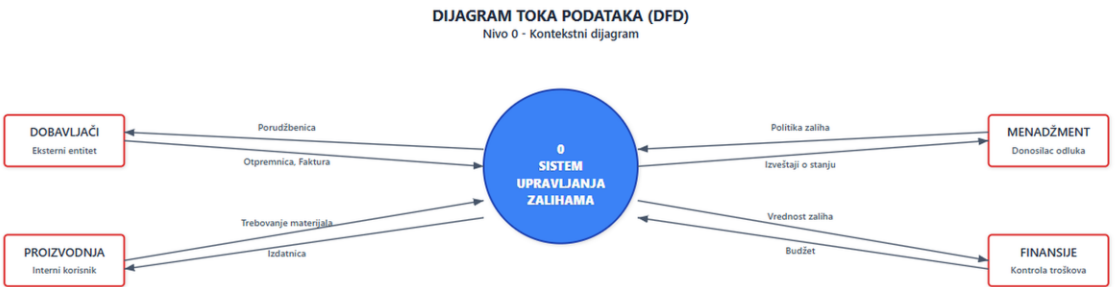 DIJAGRAM TOKA PODATAKA (DFD)
Nivo 0 - Kontekstni dijagram
DOBAVLJAČI
Eksterni entitet
Porudžbenica
Otpremnica, Faktura
0
SISTEM
UPRAVLJANJA
ZALIHAMA
Politika zaliha
Izveštaji o stanju
MENADŽMENT
Donosilac odluka
PROIZVODNJA
Interni korisnik
Trebovanje materijala
Izdatnica
Vrednost zaliha
Budžet
FINANSIJE
Kontrola troškova